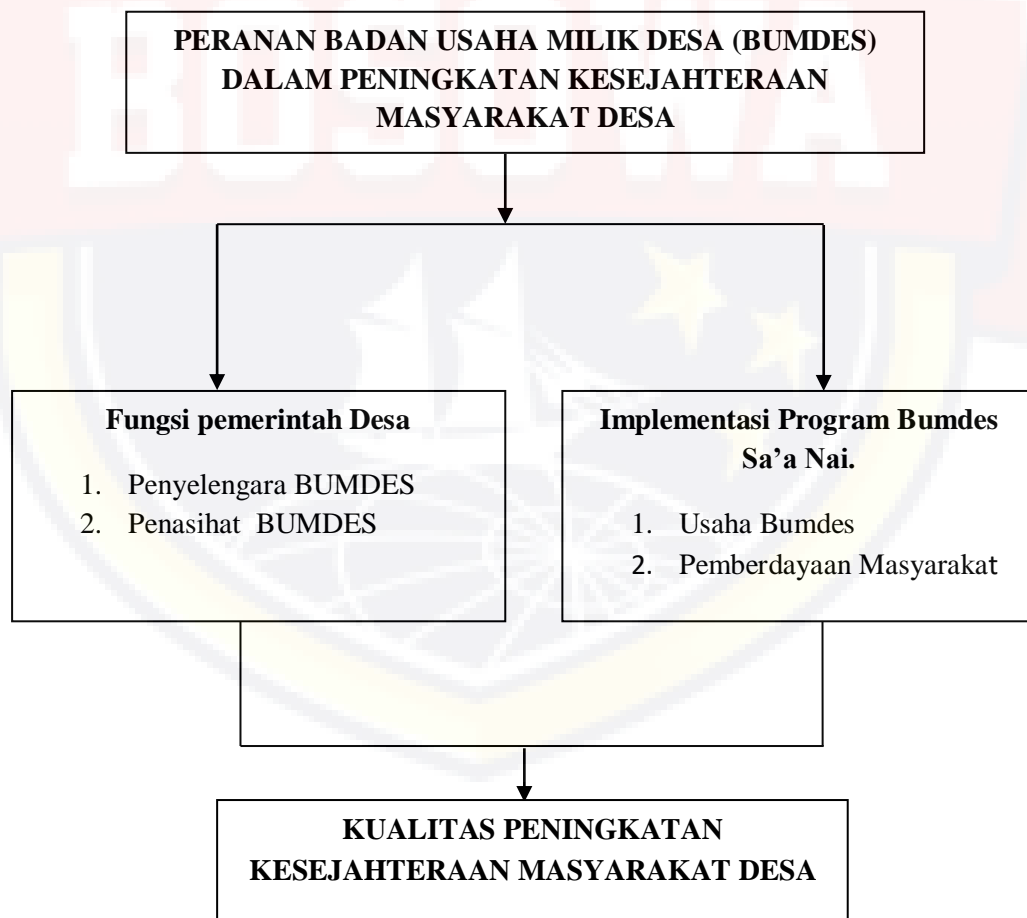 BOSOWA
PERANAN BADAN USAHA MILIK DESA (BUMDES)
DALAM PENINGKATAN KESEJAHTERAAN
MASYARAKAT DESA
Fungsi pemerintah Desa
1. Penyelengara BUMDES
2. Penasihat BUMDES
Implementasi Program Bumdes
Sa’a Nai.
1. Usaha Bumdes
2. Pemberdayaan Masyarakat
KUALITAS PENINGKATAN
KESEJAHTERAAN MASYARAKAT DESA